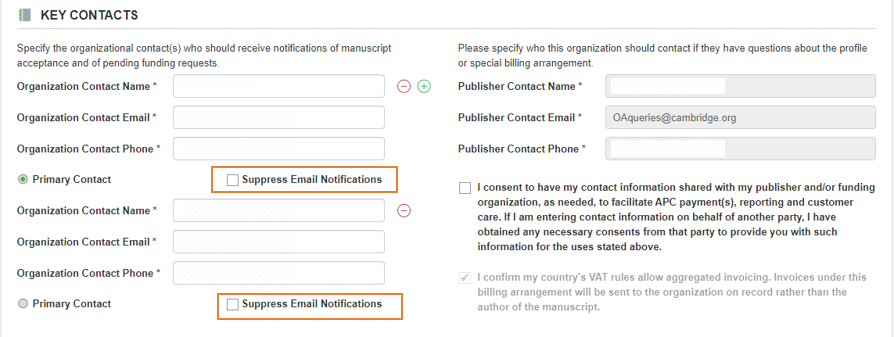 KEY CONTACTS
Specify the organizational contact(s) who should receive notifications of manuscript
acceptance and of pending funding requests.
Organization Contact Name *
Organization Contact Email *
Organization Contact Phone *
Primary Contact
Suppress Email Notifications
Organization Contact Name *
Organization Contact Email *
Organization Contact Phone *
Primary Contact
Suppress Email Notifications
Please specify who this organization should contact if they have questions about the profile
or special billing arrangement.
Publisher Contact Name *
Publisher Contact Email *
OAqueries@cambridge.org
Publisher Contact Phone *
I consent to have my contact information shared with my publisher and/or funding
organization, as needed, to facilitate APC payment(s), reporting and customer
care. If I am entering contact information on behalf of another party, I have
obtained any necessary consents from that party to provide you with such
information for the uses stated above.
I confirm my country's VAT rules allow aggregated invoicing. Invoices under this
billing arrangement will be sent to the organization on record rather than the
author of the manuscript.